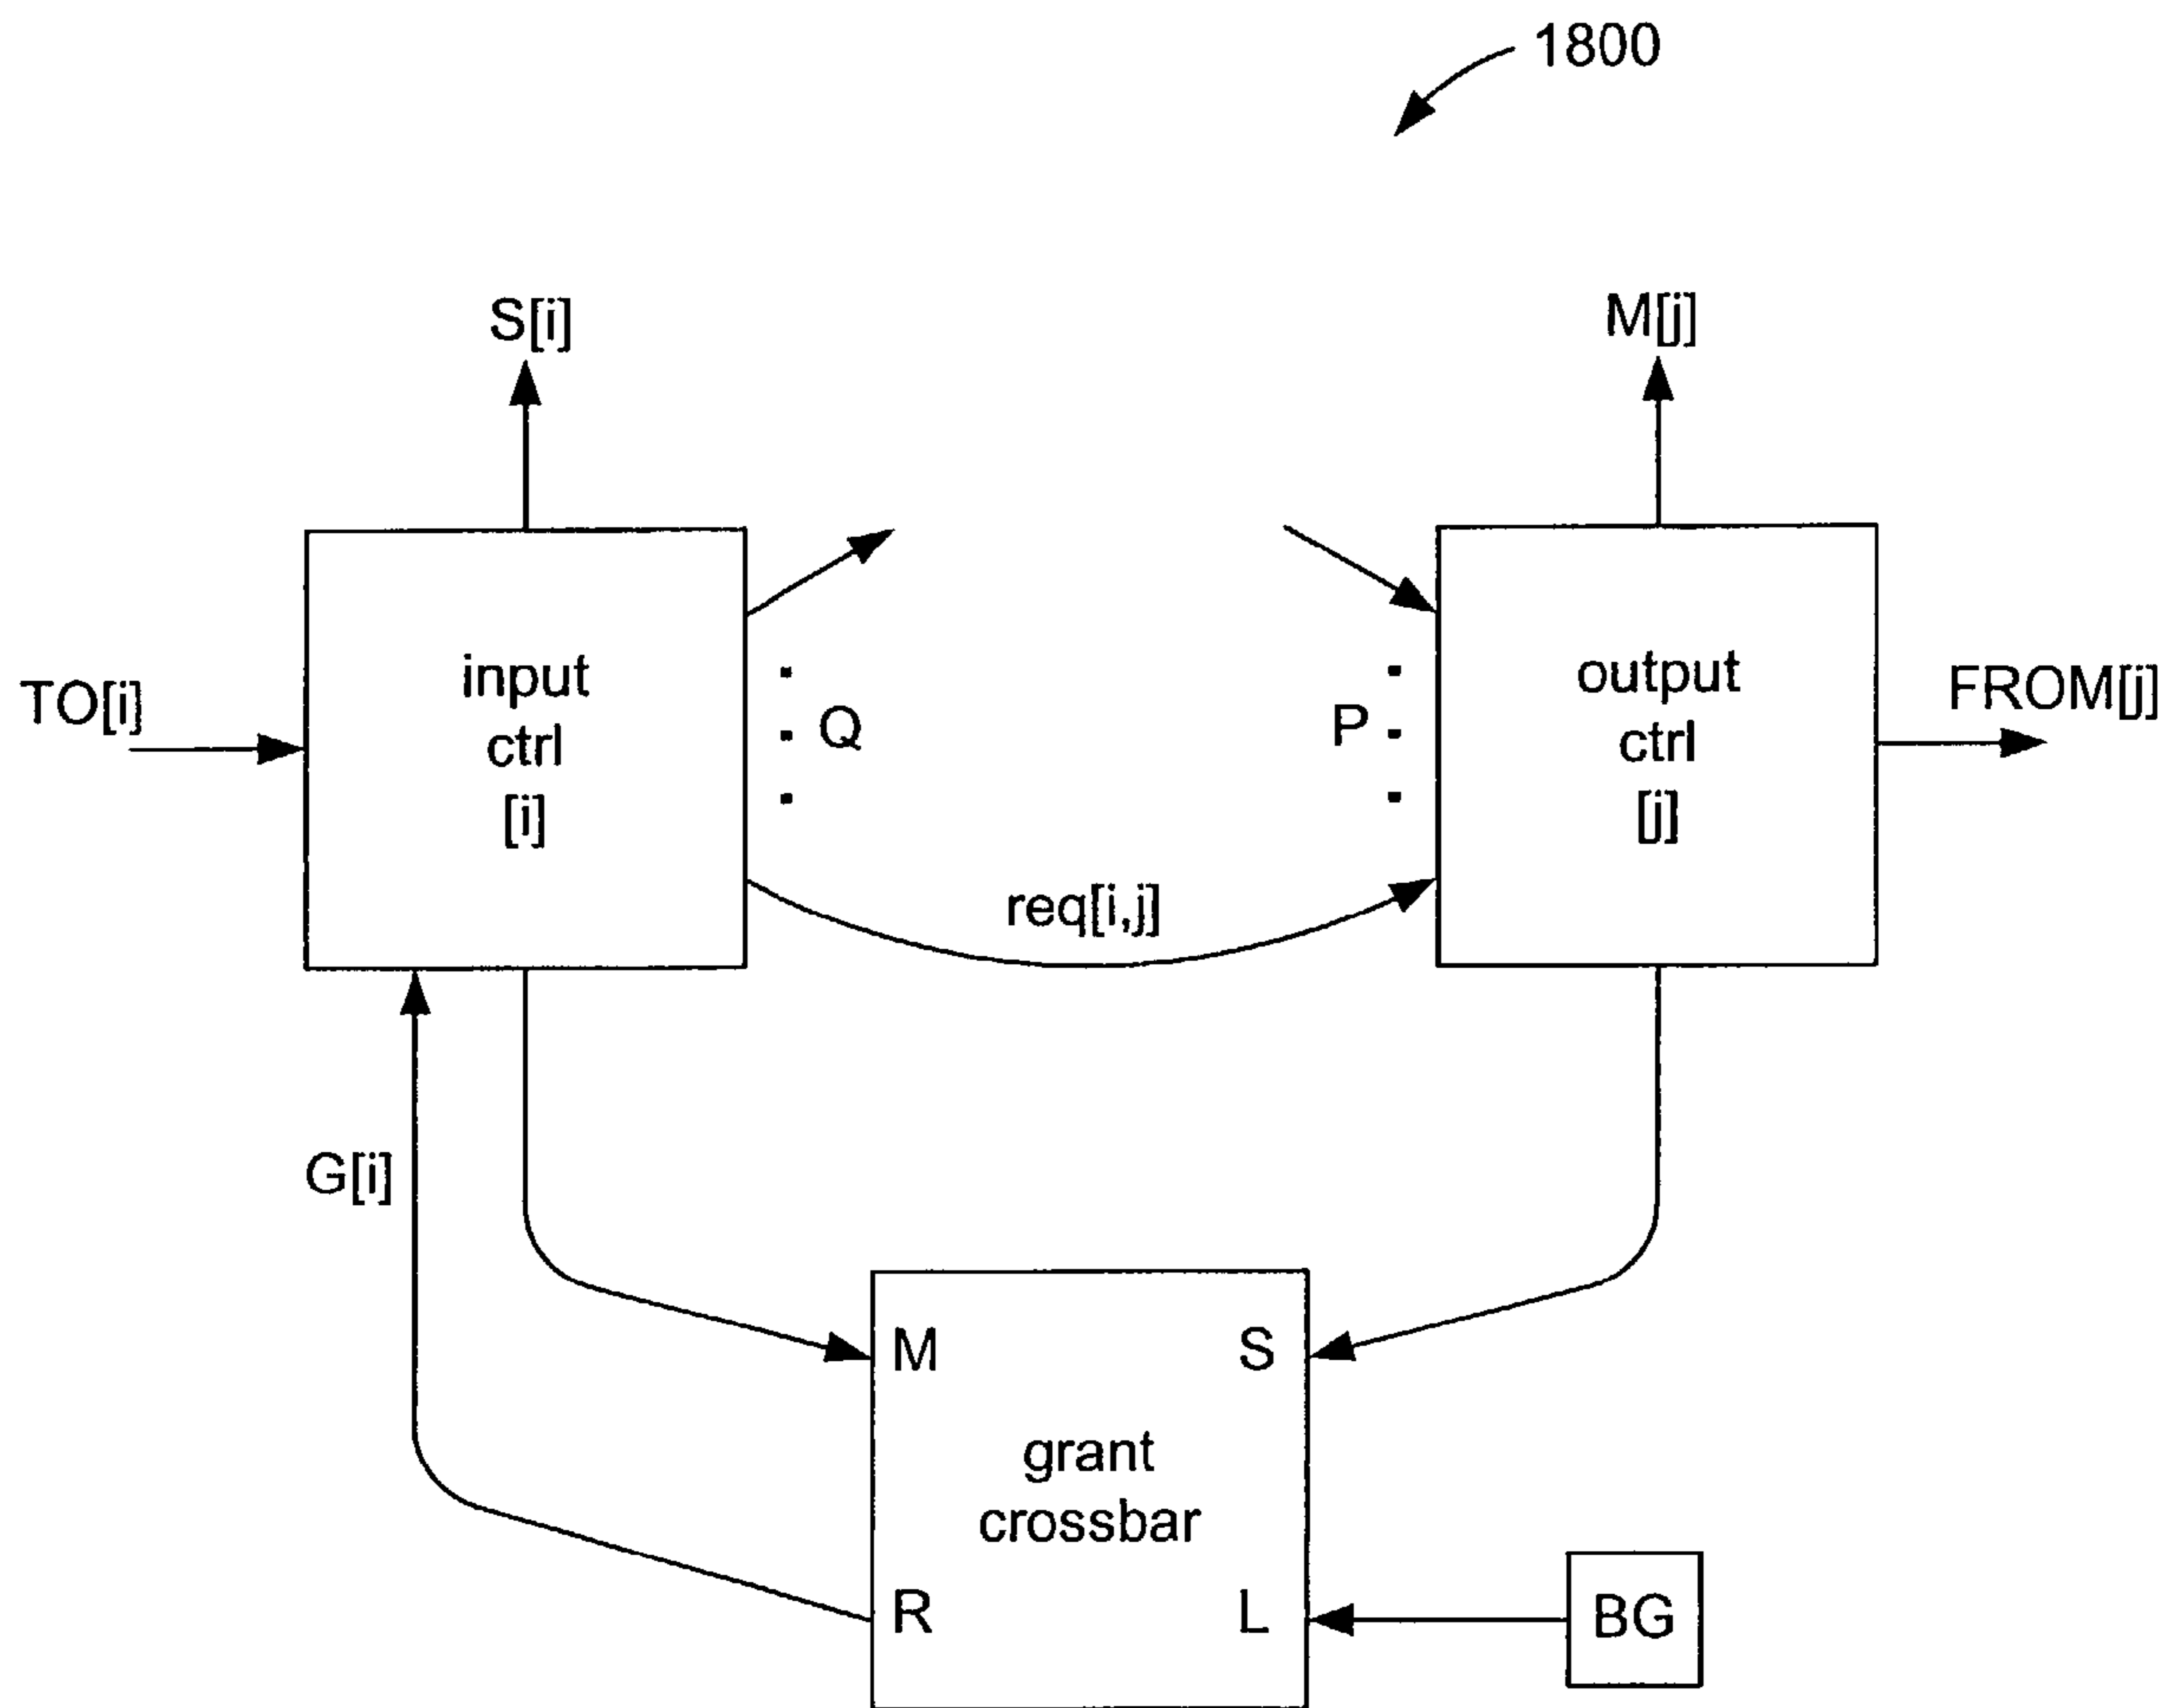 1800
S[i]
M[j]
TO[i]
input
ctrl
[i]
Q
P
output
ctrl
[j]
FROM[j]
req[i,j]
G[i]
M
S
grant
crossbar
R
L
BG